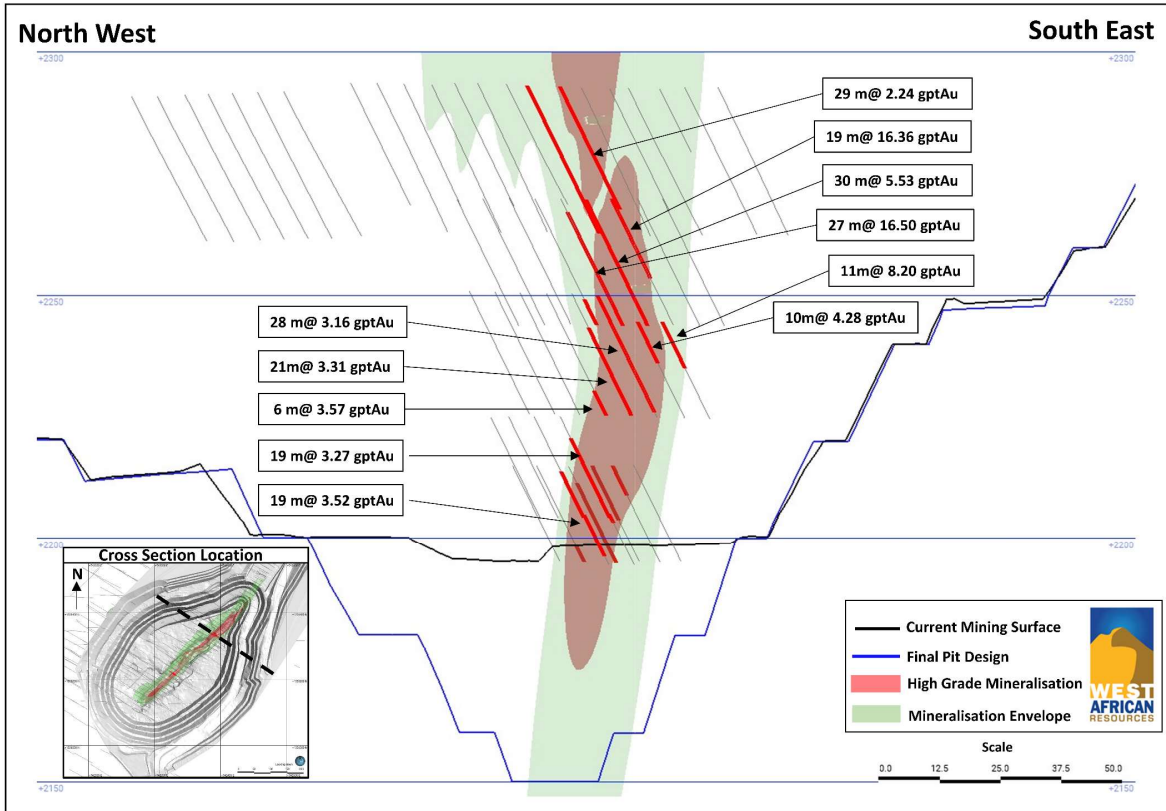 North West
South East
+2300
+2300
29 m@ 2.24 gptAu
19 m@ 16.36 gptAu
30 m@ 5.53 gptAu
27 m@ 16.50 gptAu
+2250
+2250
11m@ 8.20 gptAu
28 m@ 3.16 gptAu
10m@ 4.28 gptAu
21m@ 3.31 gptAu
6 m@ 3.57 gptAu
19 m@ 3.27 gptAu
19 m@ 3.52 gptAu
+2200
+2200
Cross Section Location
N
Current Mining Surface
Final Pit Design
High Grade Mineralisation
Mineralisation Envelope
WEST
AFRICAN
RESOURCES
Scale
0.0 12.5 25.0 37.5 50.0
+2150
+2150